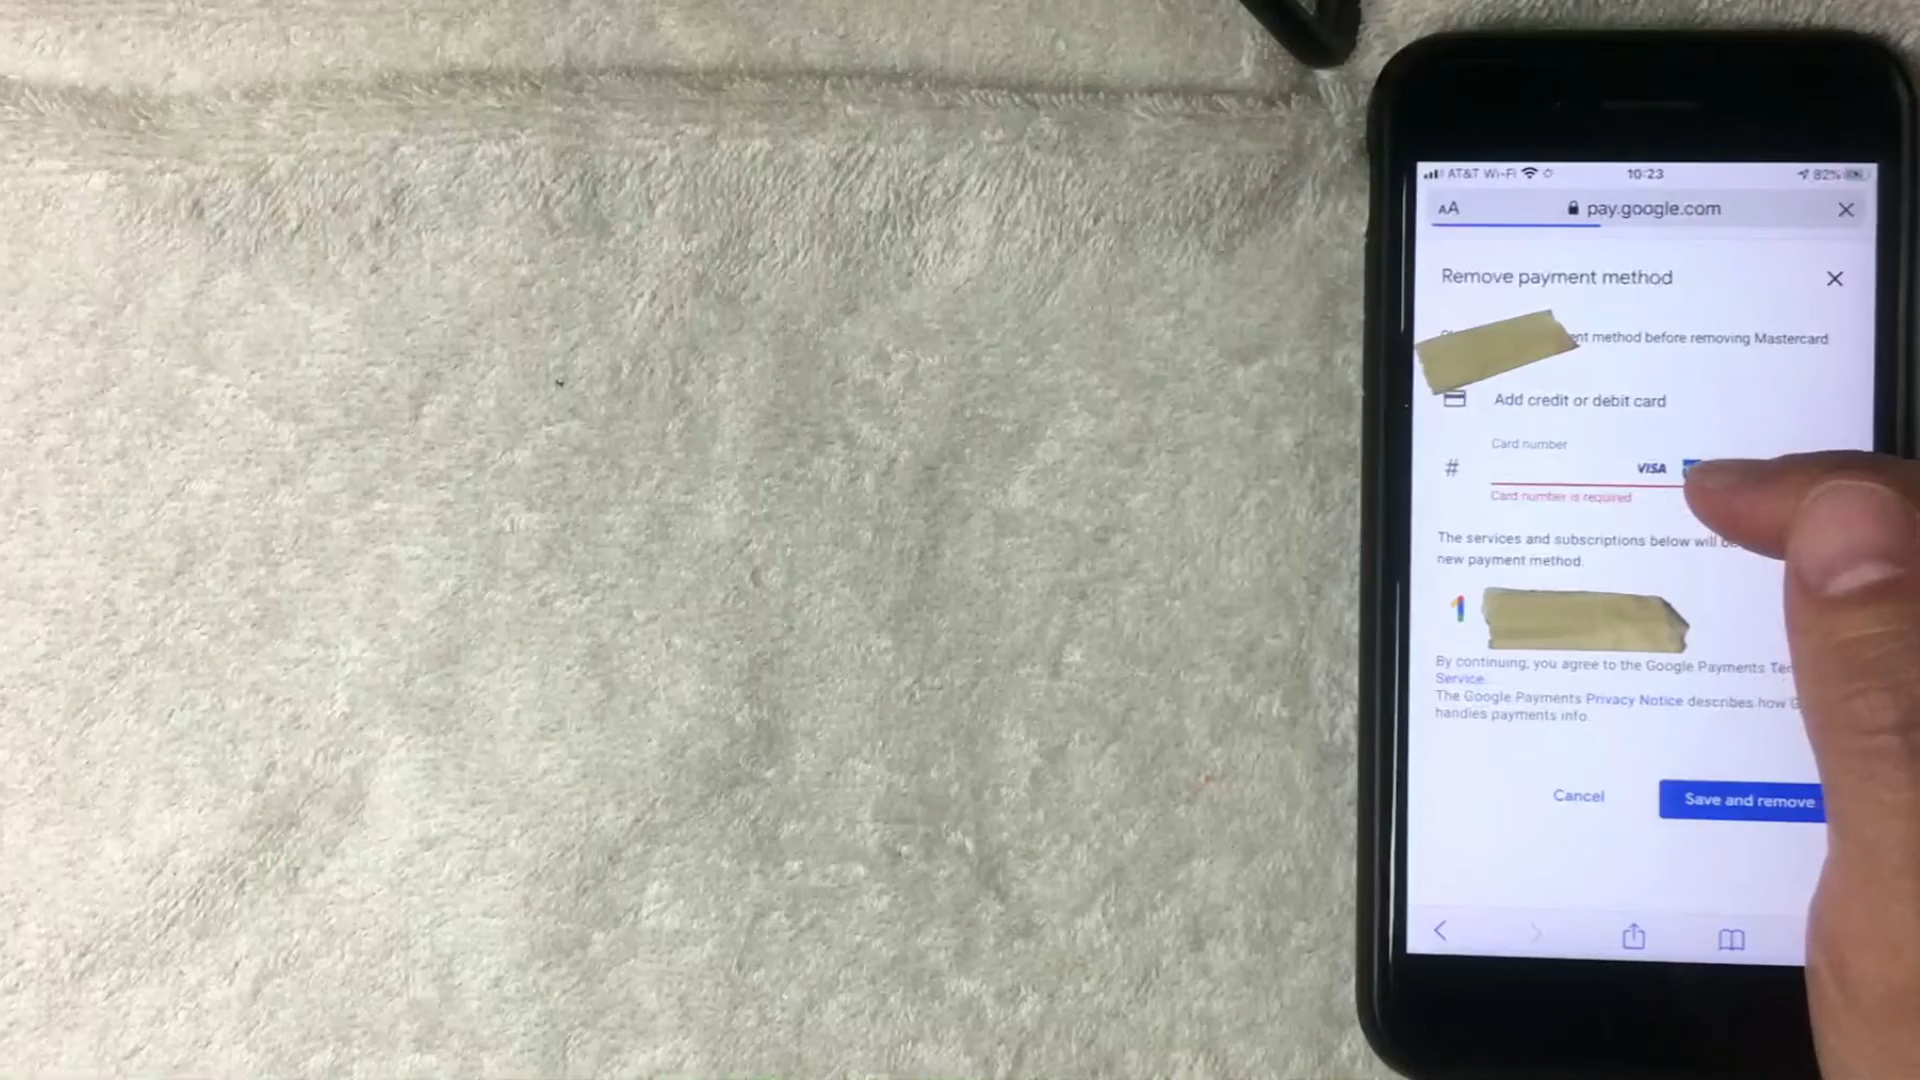 AT&T Wi-Fi 10:23 82%
AA pay.google.com
Remove payment method
method before removing Mastercard
Add credit or debit card
Card number
# VISA
Card number is required
The services and subscriptions below will
new payment method.
1
By continuing, you agree to the Google Payments
Service.
The Google Payments Privacy Notice describes how
handles payments info.
Cancel Save and remove